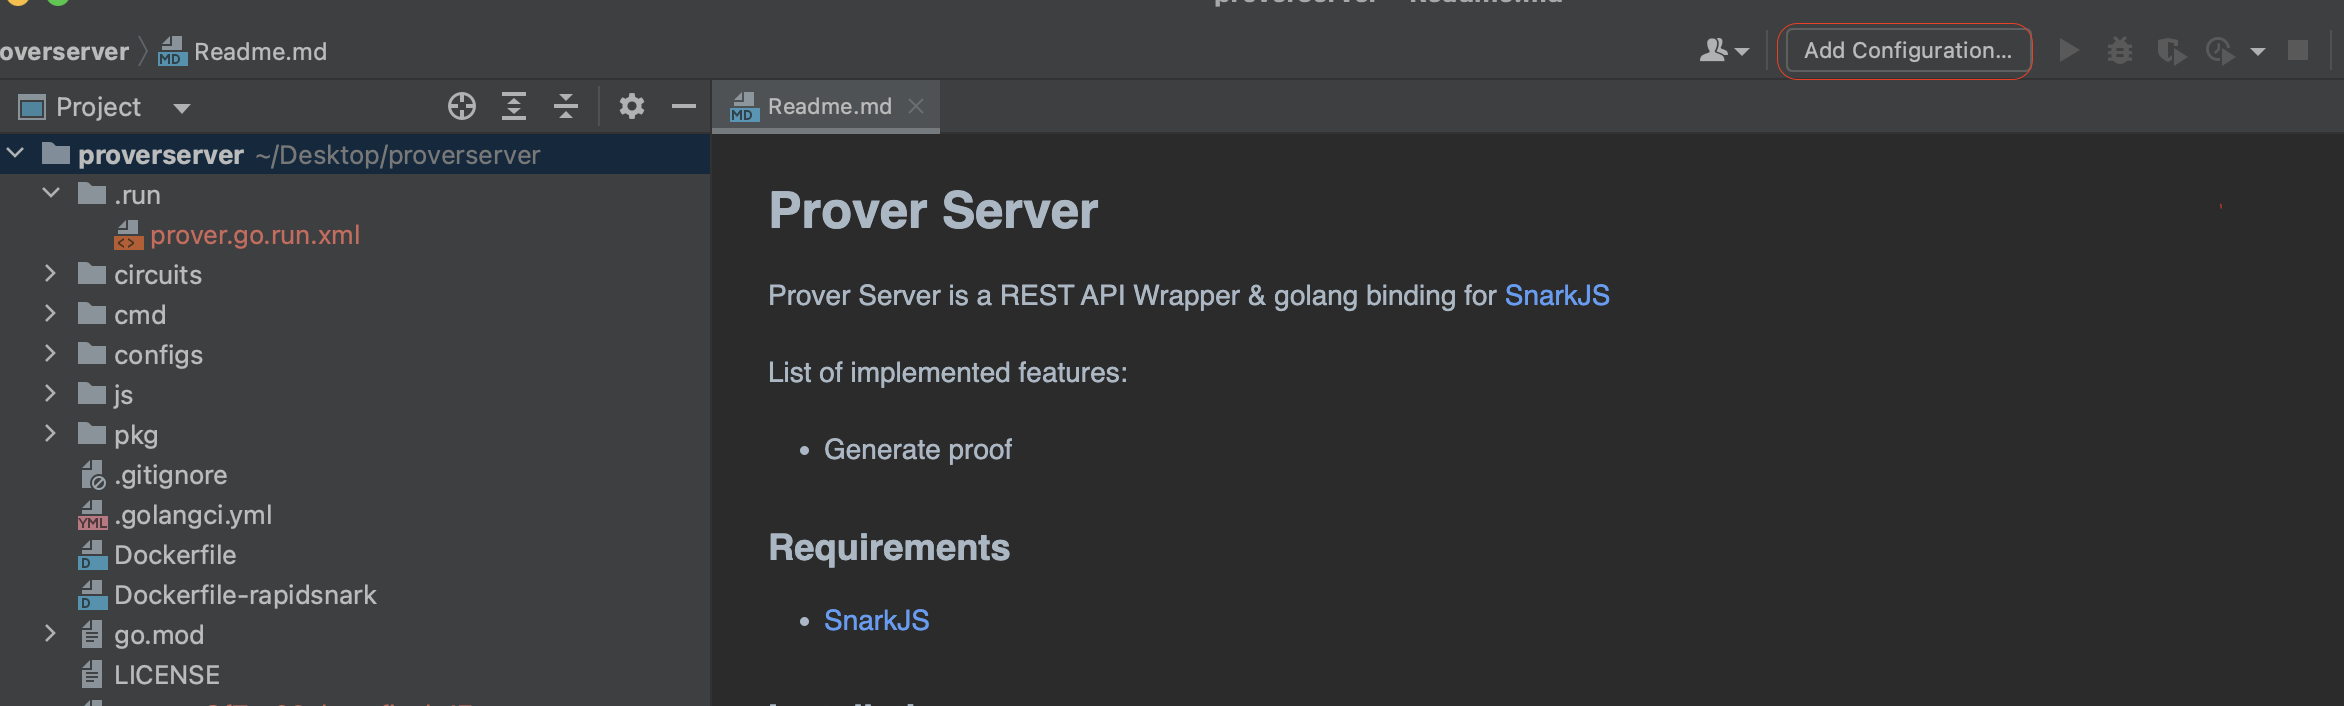 overserver Readme.md Add Configuration...
Project
MD Readme.md
proverserver ~/Desktop/proverserver
.run
prover.go.run.xml
circuits
cmd
configs
js
pkg
.gitignore
YML .golangci.yml
D Dockerfile
D Dockerfile-rapidsnark
go.mod
LICENSE
Prover Server
Prover Server is a REST API Wrapper & golang binding for SnarkJS
List of implemented features:
• Generate proof
Requirements
• SnarkJS